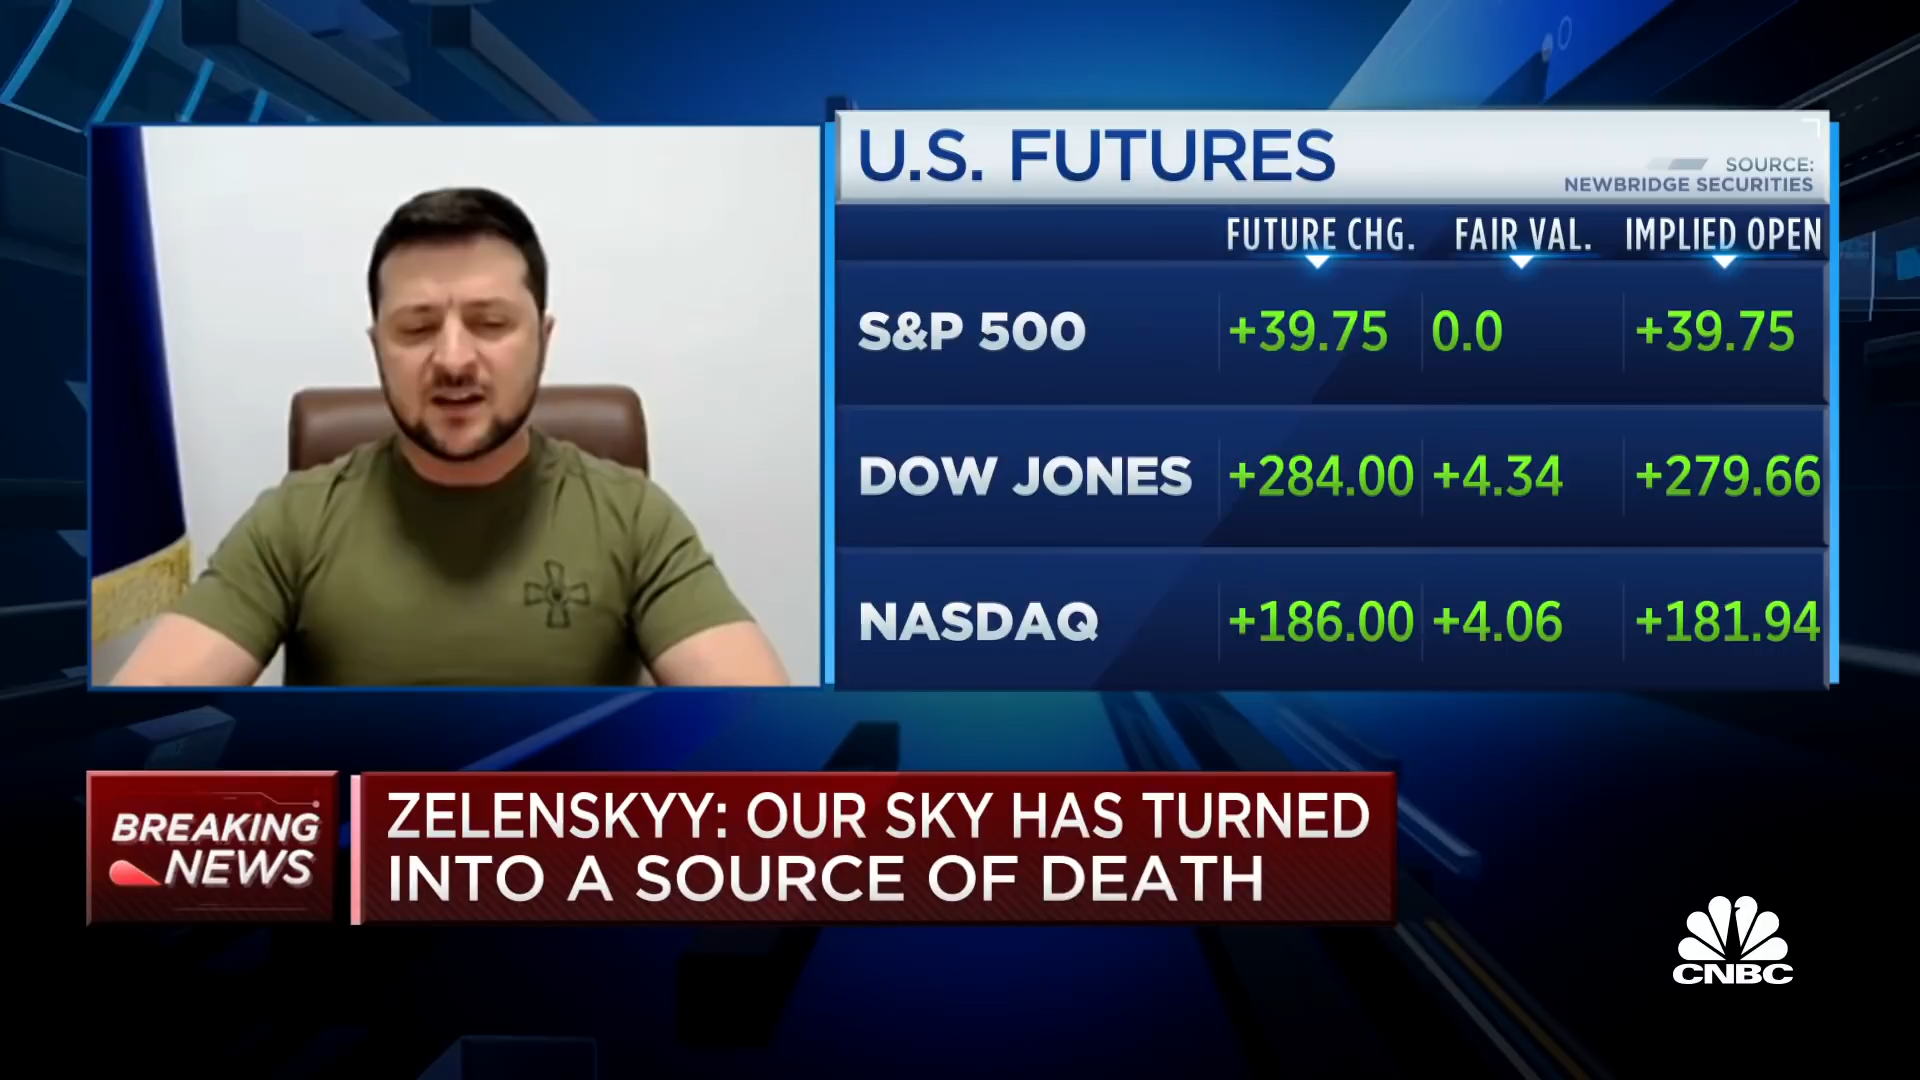 U.S. FUTURES
SOURCE:
NEWBRIDGE SECURITIES
FUTURE CHG. FAIR VAL. IMPLIED OPEN
S&P 500 +39.75 0.0 +39.75
DOW JONES +284.00 +4.34 +279.66
NASDAQ +186.00 +4.06 +181.94
BREAKING
NEWS
ZELENSKYY: OUR SKY HAS TURNED
INTO A SOURCE OF DEATH
CNBC